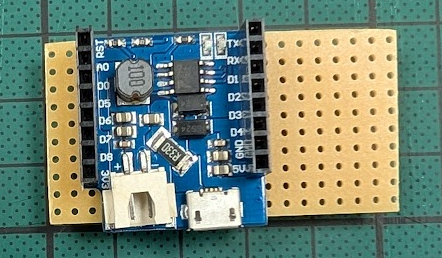 RST
A0
D0
D5
D6
D7
D8
3V3
TX
RX
D1
D2
D3
D4
GND
5V
100
R330
+